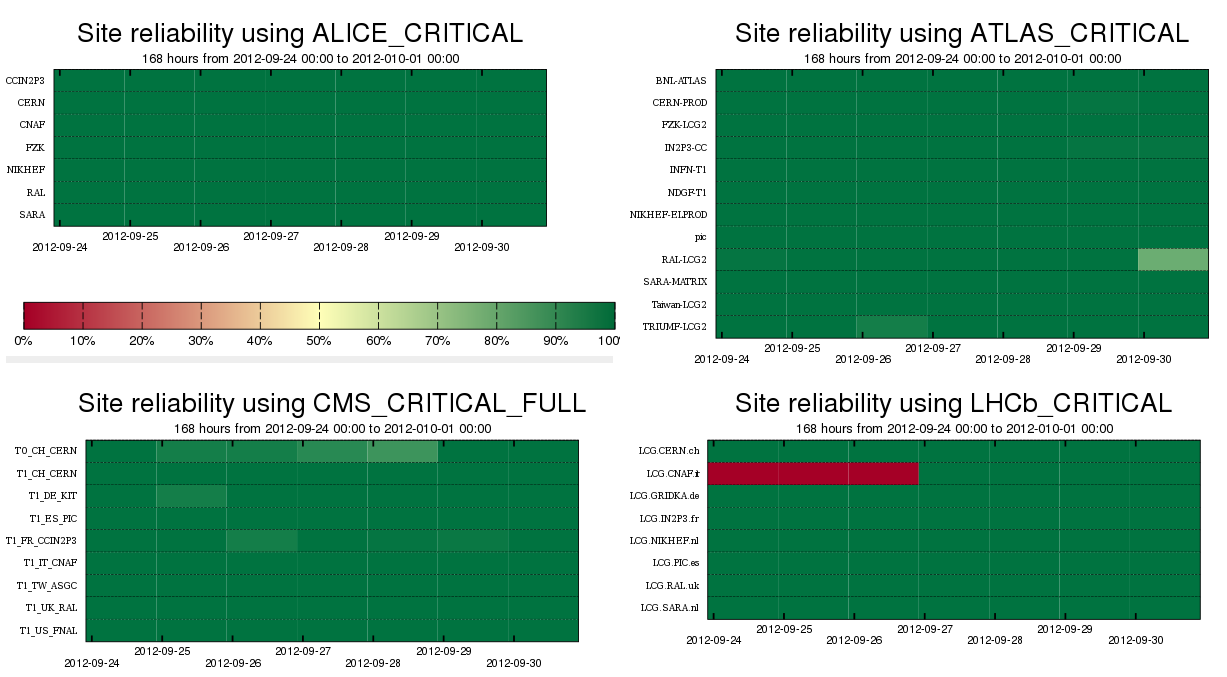 Site reliability using ALICE_CRITICAL
168 hours from 2012-09-24 00:00 to 2012-010-01 00:00
CCIN2P3
CERN
CNAF
FZK
NIKHEF
RAL
SARA
2012-09-24 2012-09-25 2012-09-26 2012-09-27 2012-09-28 2012-09-29 2012-09-30
0% 10% 20% 30% 40% 50% 60% 70% 80% 90% 100%
Site reliability using ATLAS_CRITICAL
168 hours from 2012-09-24 00:00 to 2012-010-01 00:00
BNL-ATLAS
CERN-PROD
FZK-LCG2
IN2P3-CC
INFN-T1
NDGF-T1
NIKHEF-ELPROD
pic
RAL-LCG2
SARA-MATRIX
Taiwan-LCG2
TRIUMF-LCG2
2012-09-24 2012-09-25 2012-09-26 2012-09-27 2012-09-28 2012-09-29 2012-09-30
Site reliability using CMS_CRITICAL_FULL
168 hours from 2012-09-24 00:00 to 2012-010-01 00:00
T0_CH_CERN
T1_CH_CERN
T1_DE_KIT
T1_ES_PIC
T1_FR_CCIN2P3
T1_IT_CNAF
T1_TW_ASGC
T1_UK_RAL
T1_US_FNAL
2012-09-24 2012-09-25 2012-09-26 2012-09-27 2012-09-28 2012-09-29 2012-09-30
Site reliability using LHCb_CRITICAL
168 hours from 2012-09-24 00:00 to 2012-010-01 00:00
LCG.CERN.ch
LCG.CNAF.it
LCG.GRIDKA.de
LCG.IN2P3.fr
LCG.NIKHEF.nl
LCG.PIC.es
LCG.RAL.uk
LCG.SARA.nl
2012-09-24 2012-09-25 2012-09-26 2012-09-27 2012-09-28 2012-09-29 2012-09-30